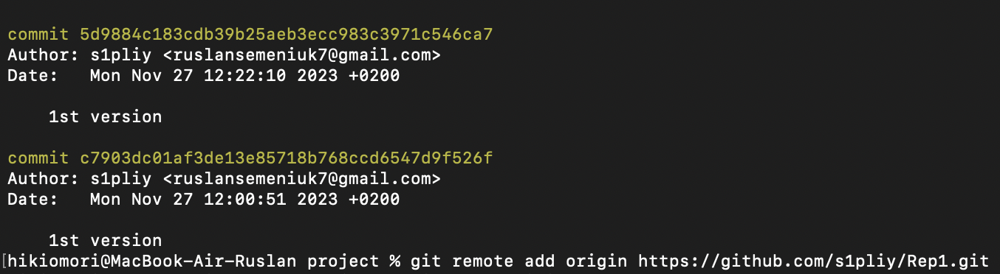 commit 5d9884c183cdb39b25aeb3ecc983c3971c546ca7
Author: s1pliy <ruslansemeniuk7@gmail.com>
Date:   Mon Nov 27 12:22:10 2023 +0200
    1st version
commit c7903dc01af3de13e85718b768ccd6547d9f526f
Author: s1pliy <ruslansemeniuk7@gmail.com>
Date:   Mon Nov 27 12:00:51 2023 +0200
    1st version
[hikiomori@MacBook-Air-Ruslan project % git remote add origin https://github.com/s1pliy/Rep1.git